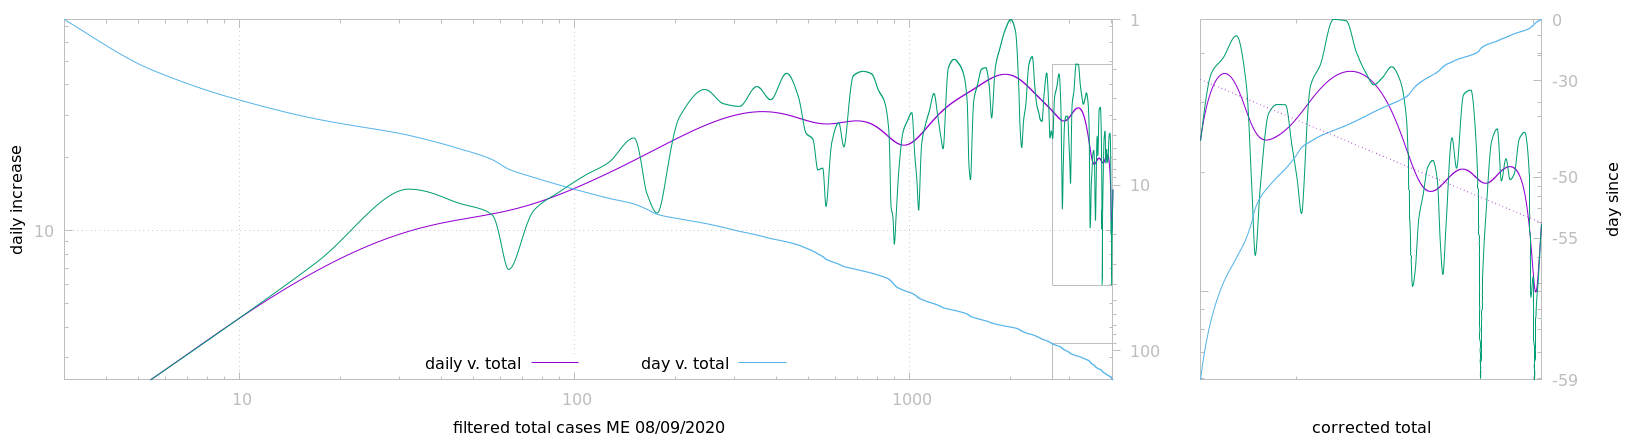 1
0
-30
daily increase
day since
-50
10
10
-55
100
daily v. total
day v. total
-59
10
100
1000
filtered total cases ME 08/09/2020
corrected total